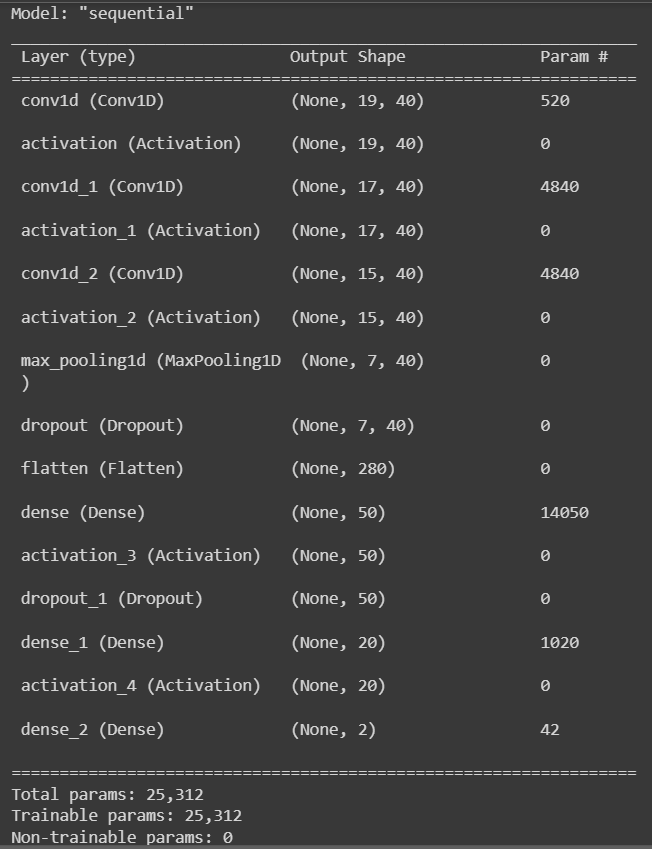 Model: "sequential"
Layer (type) Output Shape Param #
=================================================================
conv1d (Conv1D) (None, 19, 40) 520
activation (Activation) (None, 19, 40) 0
conv1d_1 (Conv1D) (None, 17, 40) 4840
activation_1 (Activation) (None, 17, 40) 0
conv1d_2 (Conv1D) (None, 15, 40) 4840
activation_2 (Activation) (None, 15, 40) 0
max_pooling1d (MaxPooling1D (None, 7, 40) 0
)
dropout (Dropout) (None, 7, 40) 0
flatten (Flatten) (None, 280) 0
dense (Dense) (None, 50) 14050
activation_3 (Activation) (None, 50) 0
dropout_1 (Dropout) (None, 50) 0
dense_1 (Dense) (None, 20) 1020
activation_4 (Activation) (None, 20) 0
dense_2 (Dense) (None, 2) 42
=================================================================
Total params: 25,312
Trainable params: 25,312
Non-trainable params: 0